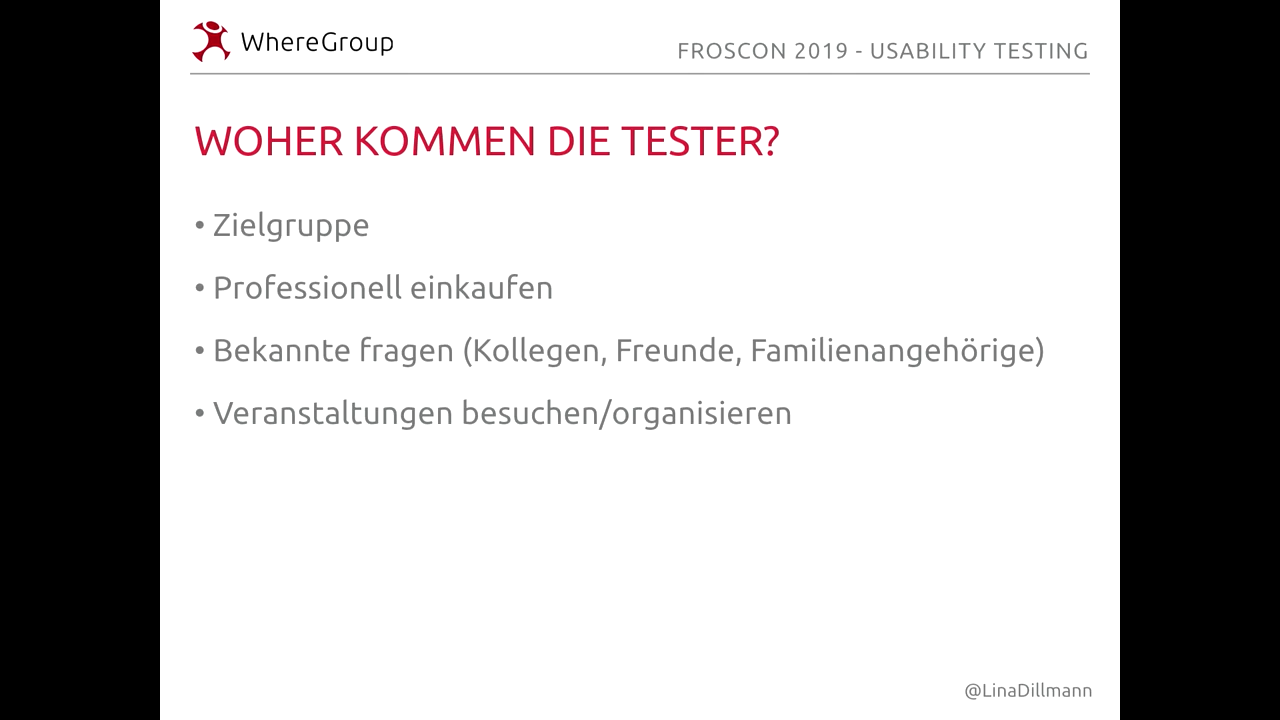 WhereGroup
FROSCON 2019 - USABILITY TESTING
WOHER KOMMEN DIE TESTER?
• Zielgruppe
• Professionell einkaufen
• Bekannte fragen (Kollegen, Freunde, Familienangehörige)
• Veranstaltungen besuchen/organisieren
@LinaDillmann